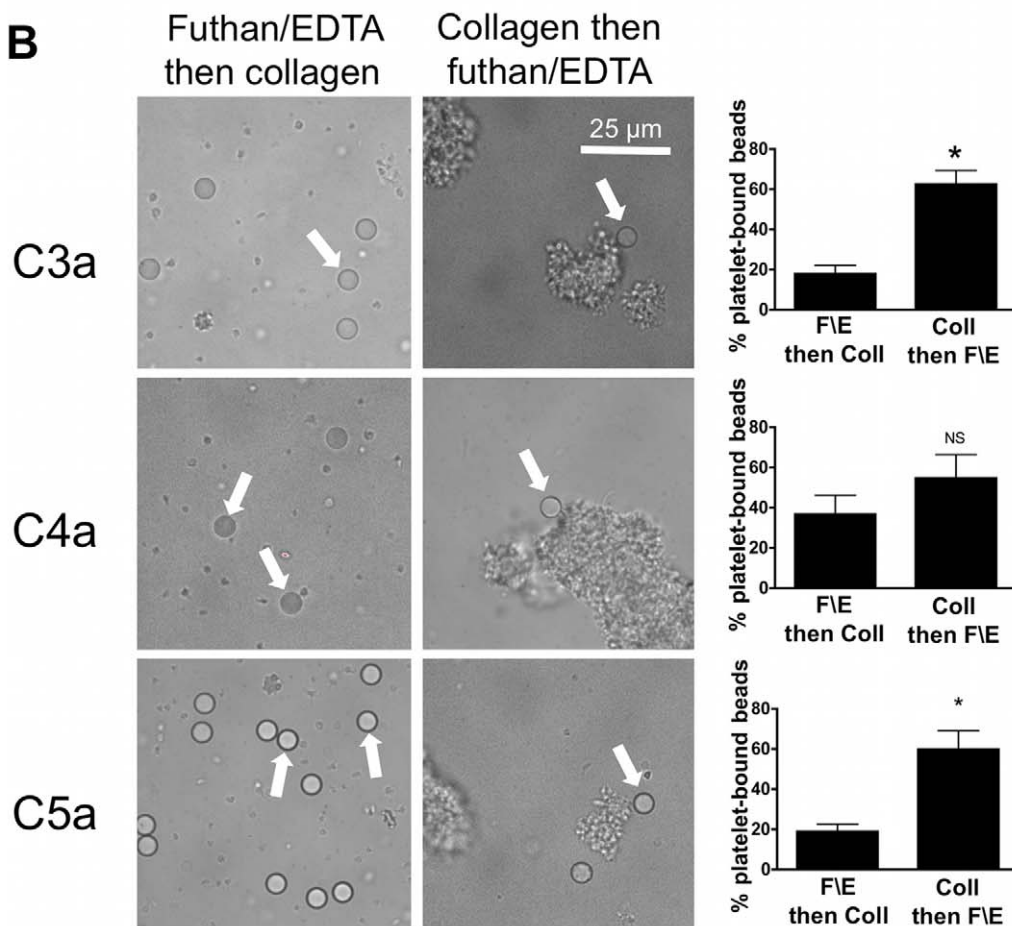 B
Futhan/EDTA
then collagen
Collagen then
futhan/EDTA
C3a
25 μm
% platelet-bound beads
80
60
40
20
0
*
F\E
then Coll
Coll
then F\E
C4a
% platelet-bound beads
80
60
40
20
0
NS
F\E
then Coll
Coll
then F\E
C5a
% platelet-bound beads
80
60
40
20
0
*
F\E
then Coll
Coll
then F\E